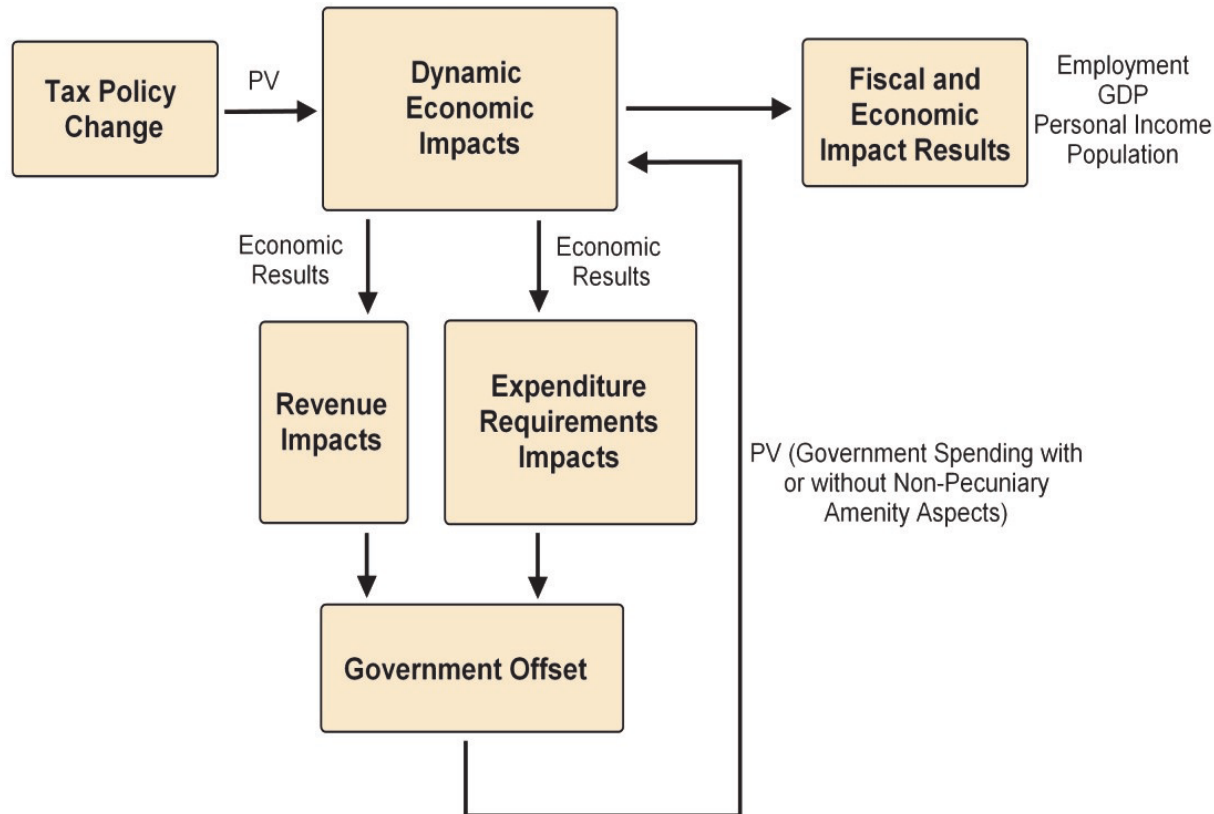 Tax Policy
Change
PV
Dynamic
Economic
Impacts
Fiscal and
Economic
Impact Results
Employment
GDP
Personal Income
Population
Economic
Results
Economic
Results
Revenue
Impacts
Expenditure
Requirements
Impacts
PV (Government Spending with
or without Non-Pecuniary
Amenity Aspects)
Government Offset